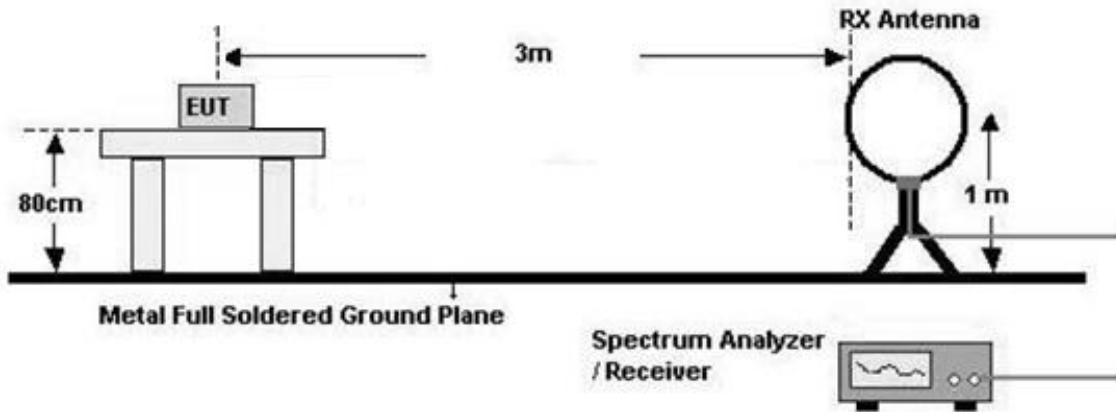 RX Antenna
3m
EUT
80cm
1 m
Metal Full Soldered Ground Plane
Spectrum Analyzer
/ Receiver